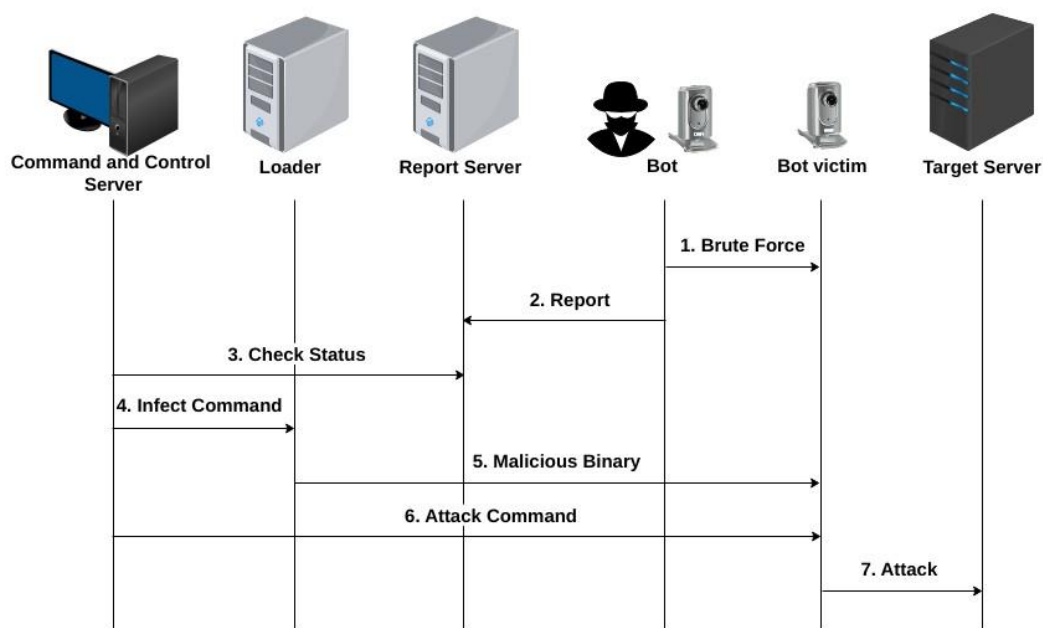 Command and Control
Server
Loader
Report Server
Bot
Bot victim
Target Server
1. Brute Force
2. Report
3. Check Status
4. Infect Command
5. Malicious Binary
6. Attack Command
7. Attack